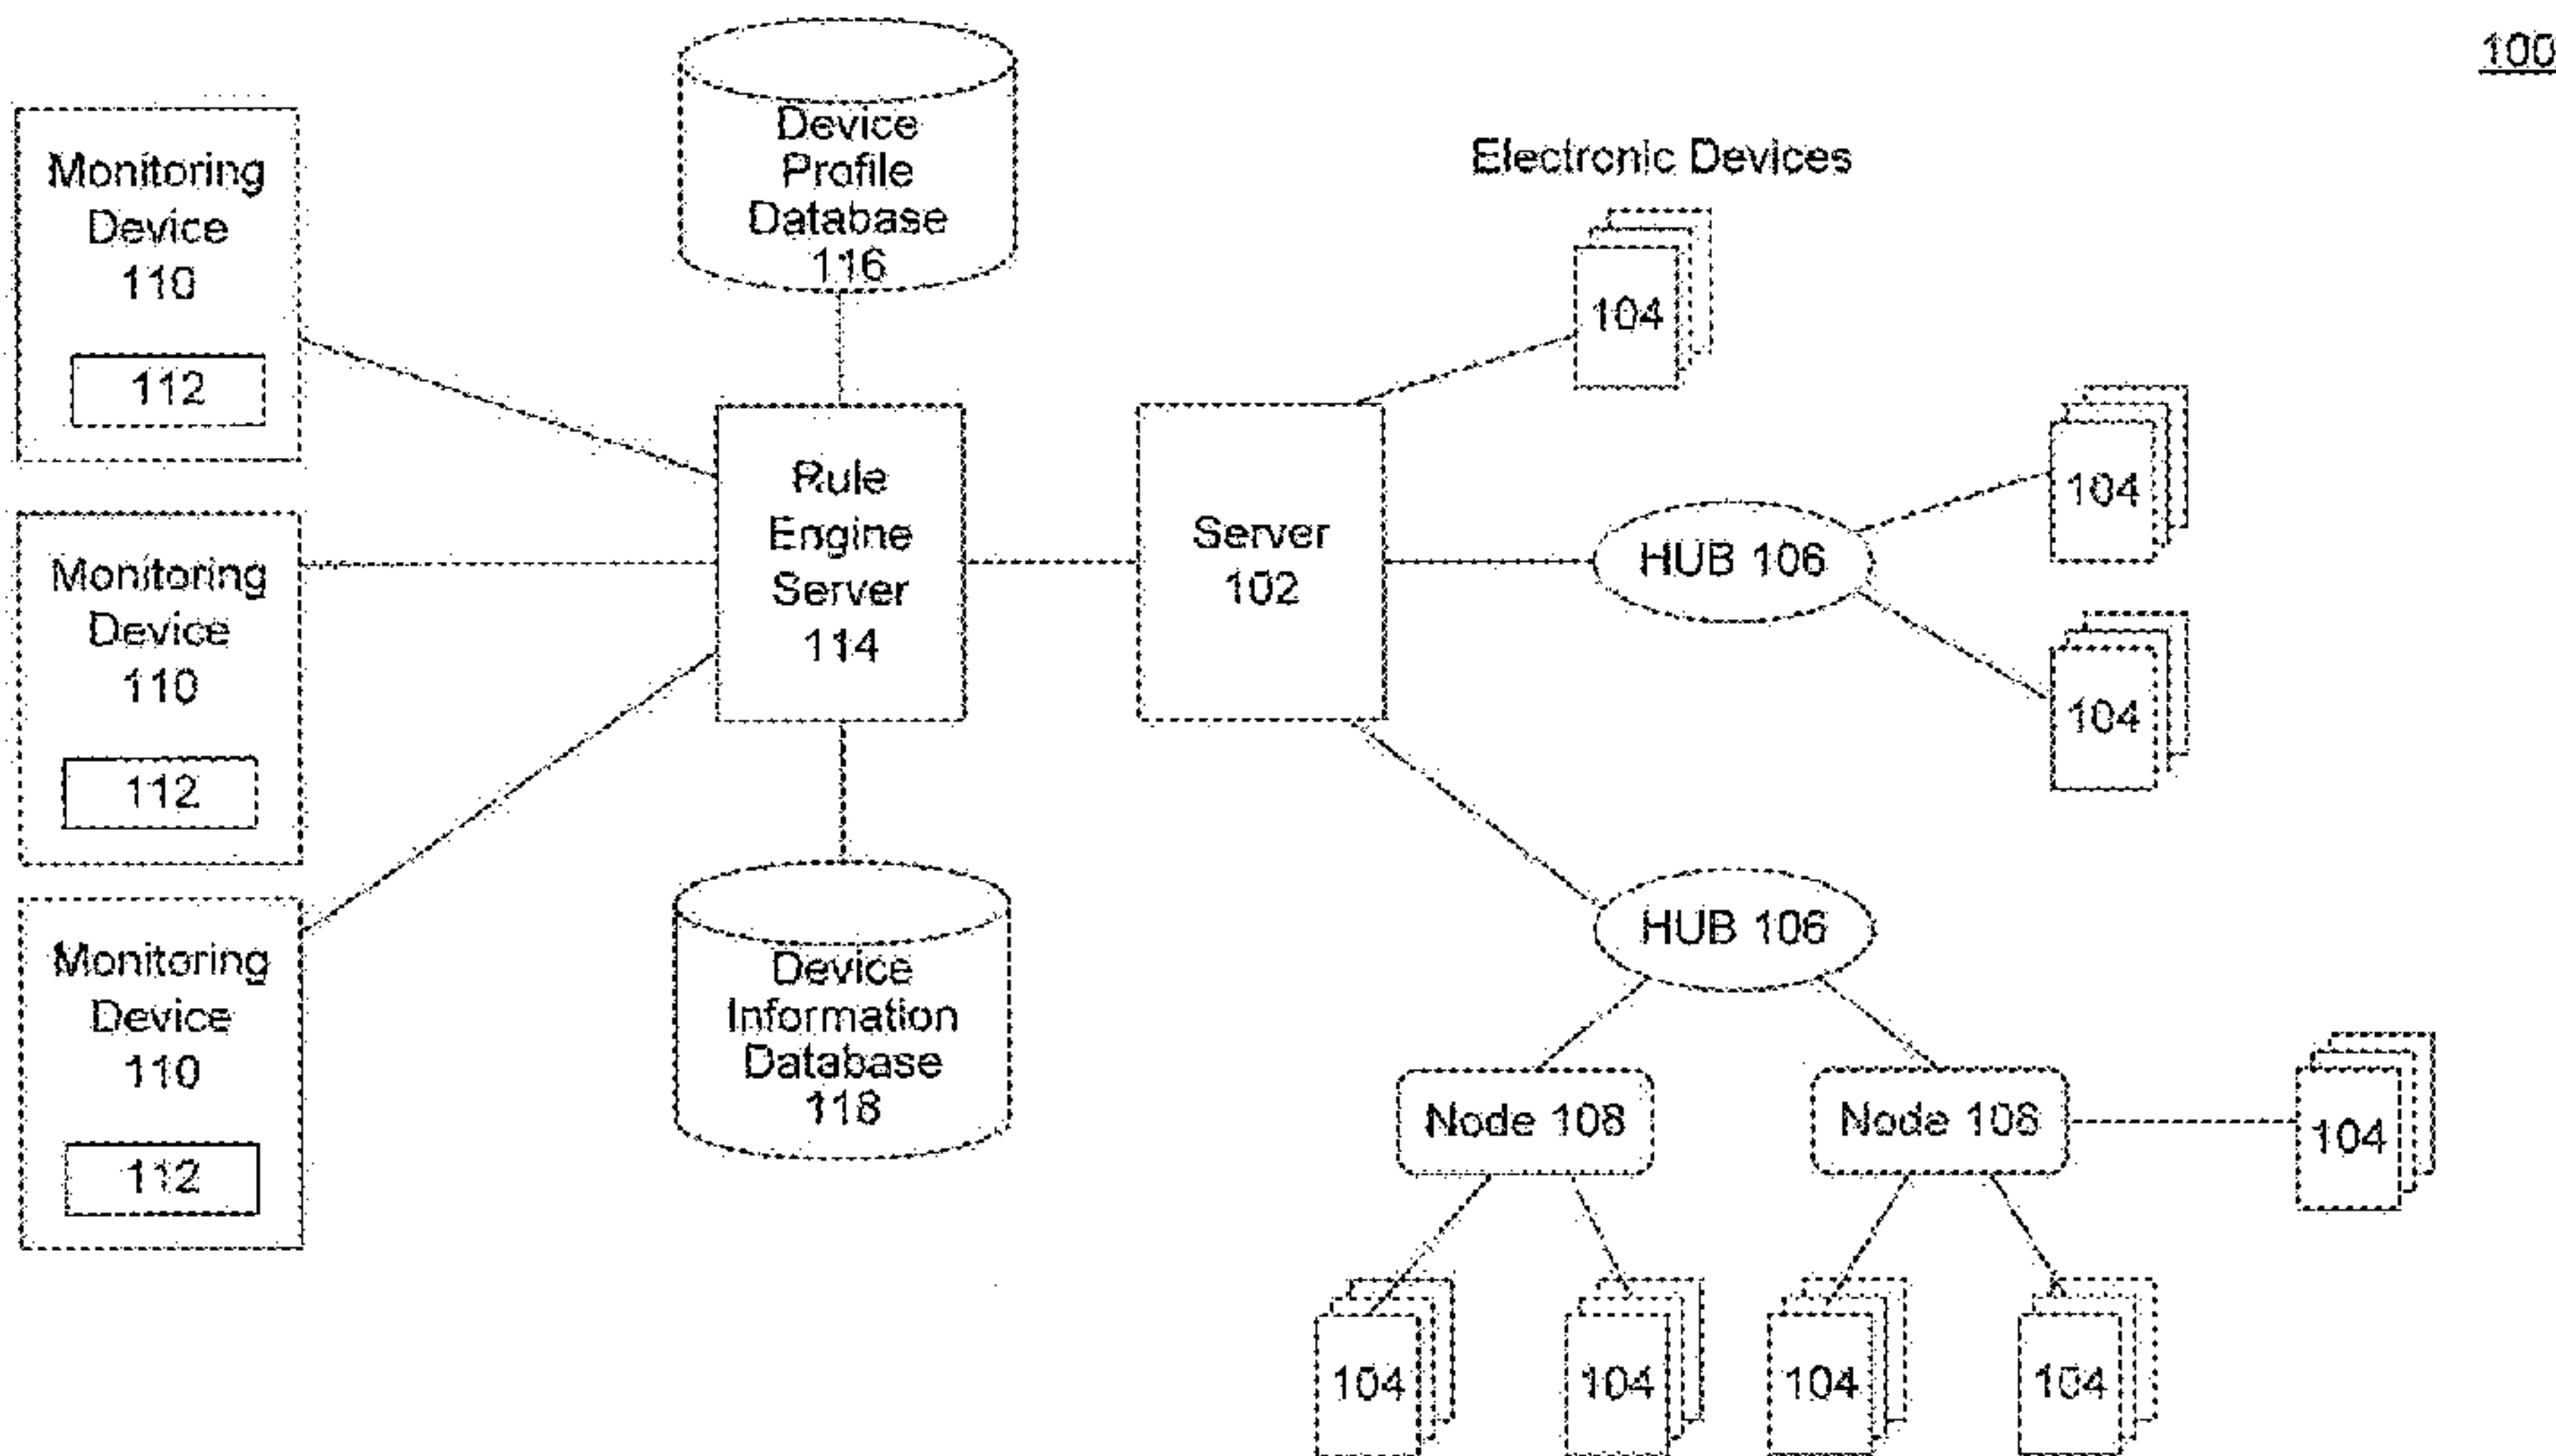 100
Monitoring
Device
110
112
Monitoring
Device
110
112
Monitoring
Device
110
112
Device
Profile
Database
116
Rule
Engine
Server
114
Device
Information
Database
118
Server
102
Electronic Devices
104
HUB 106
104
104
HUB 106
Node 108
Node 108
104
104
104
104
104